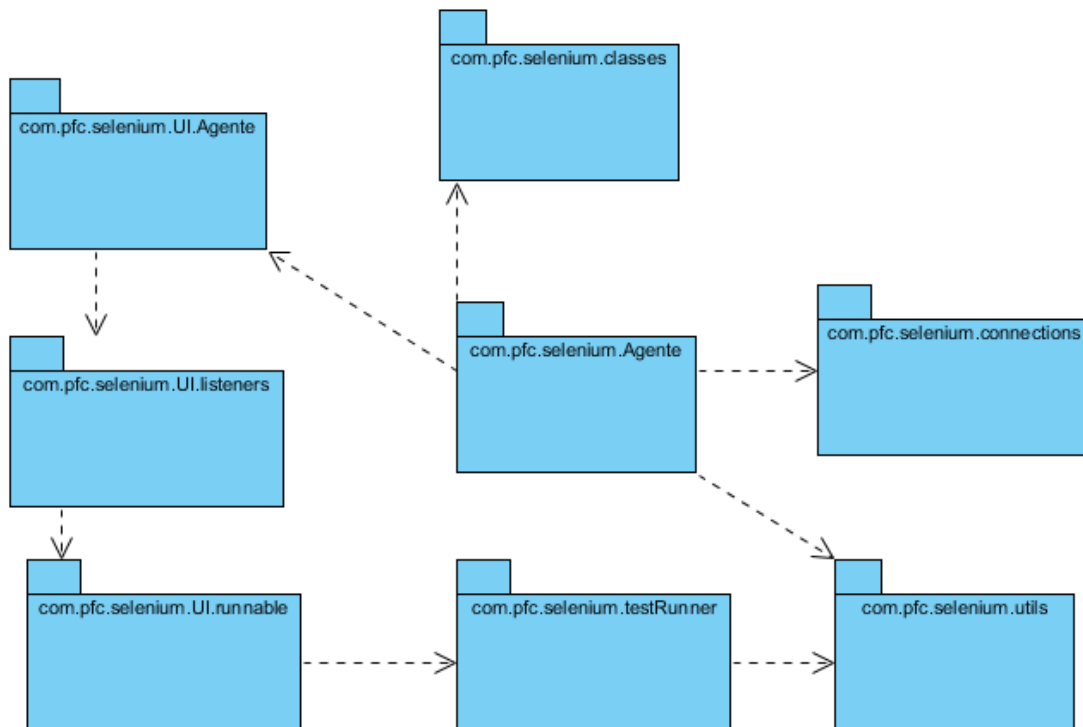 com.pfc.selenium.classes
com.pfc.selenium.UI.Agente
com.pfc.selenium.connections
com.pfc.selenium.Agente
com.pfc.selenium.UI.listeners
com.pfc.selenium.UI.runnable
com.pfc.selenium.testRunner
com.pfc.selenium.utils